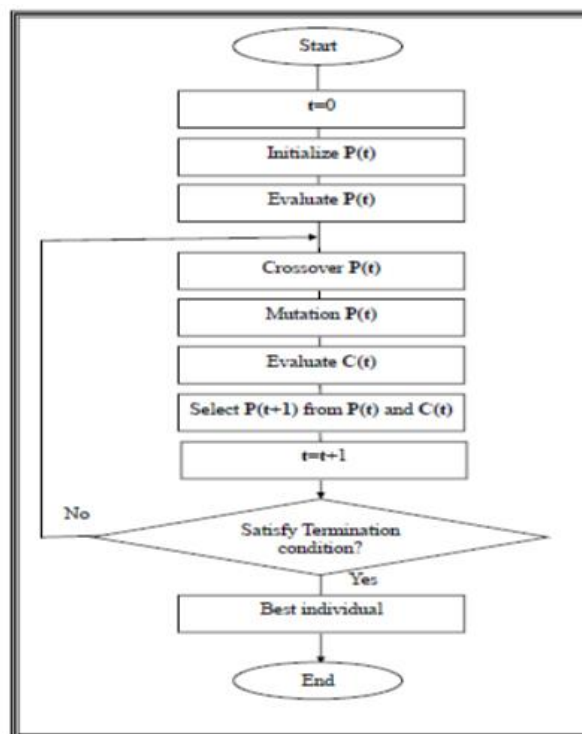 Start
t=0
Initialize P(t)
Evaluate P(t)
Crossover P(t)
Mutation P(t)
Evaluate C(t)
Select P(t+1) from P(t) and C(t)
t=t+1
No
Satisfy Termination
condition?
Yes
Best individual
End